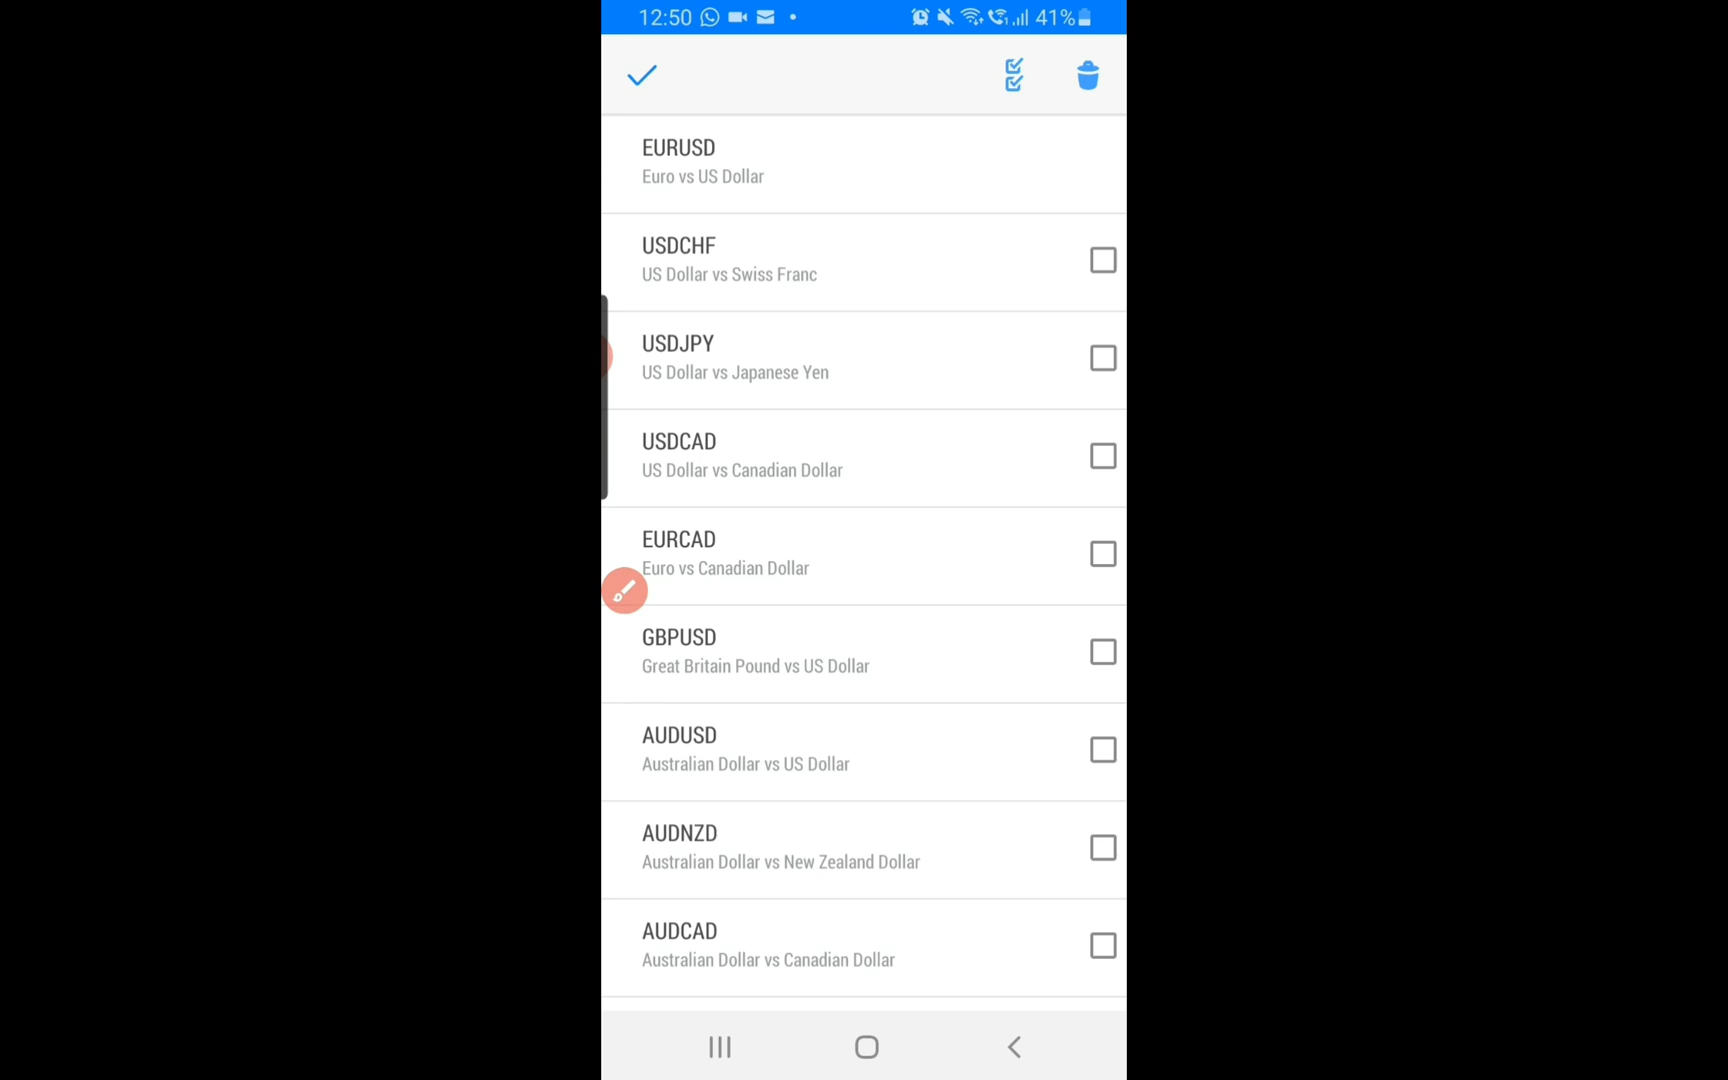 12:50 41%
EURUSD
Euro vs US Dollar
USDCHF
US Dollar vs Swiss Franc
USDJPY
US Dollar vs Japanese Yen
USDCAD
US Dollar vs Canadian Dollar
EURCAD
Euro vs Canadian Dollar
GBPUSD
Great Britain Pound vs US Dollar
AUDUSD
Australian Dollar vs US Dollar
AUDNZD
Australian Dollar vs New Zealand Dollar
AUDCAD
Australian Dollar vs Canadian Dollar